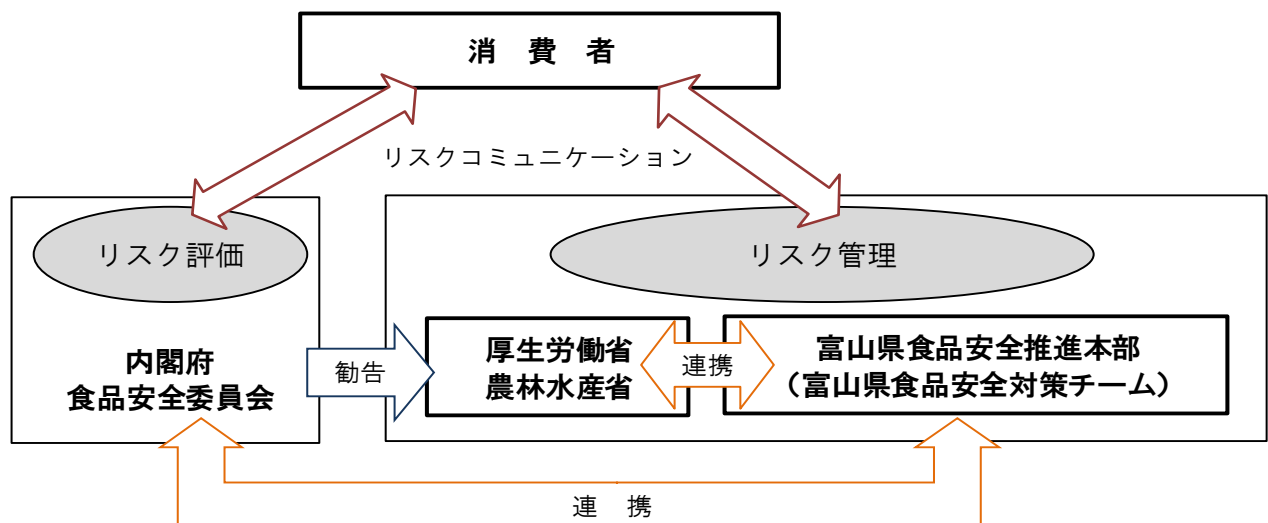 消　費　者
リスクコミュニケーション
リスク評価
リスク管理
内閣府
食品安全委員会
勧告
厚生労働省
農林水産省
連携
富山県食品安全推進本部
（富山県食品安全対策チーム）
連　携